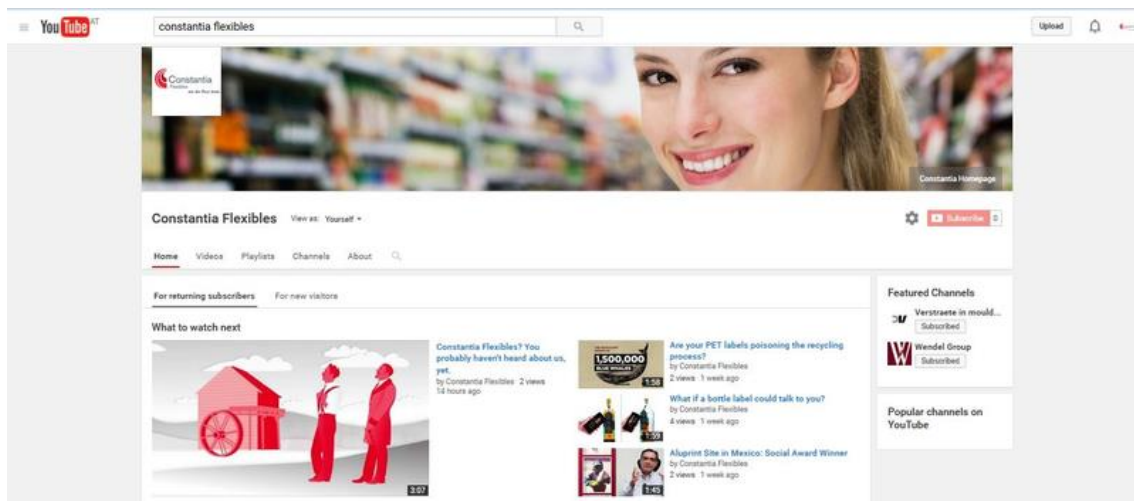 YouTube AT
constantia flexibles
Upload
Constantia
Flexibles
Constantia Homepage
Constantia Flexibles
View as: Yourself
Subscribe 0
Home Videos Playlists Channels About
For returning subscribers For new visitors
What to watch next
3:07
Constantia Flexibles? You
probably haven't heard about us,
yet.
by Constantia Flexibles 2 views
14 hours ago
1,500,000
BLUE WHALES
1:58
Are your PET labels poisoning the recycling
process?
by Constantia Flexibles
2 views 1 week ago
1:59
What if a bottle label could talk to you?
by Constantia Flexibles
4 views 1 week ago
1:45
Aluprint Site in Mexico: Social Award Winner
by Constantia Flexibles
2 views 1 week ago
Featured Channels
Verstraete in mould...
Subscribed
Wendel Group
Subscribed
Popular channels on
YouTube